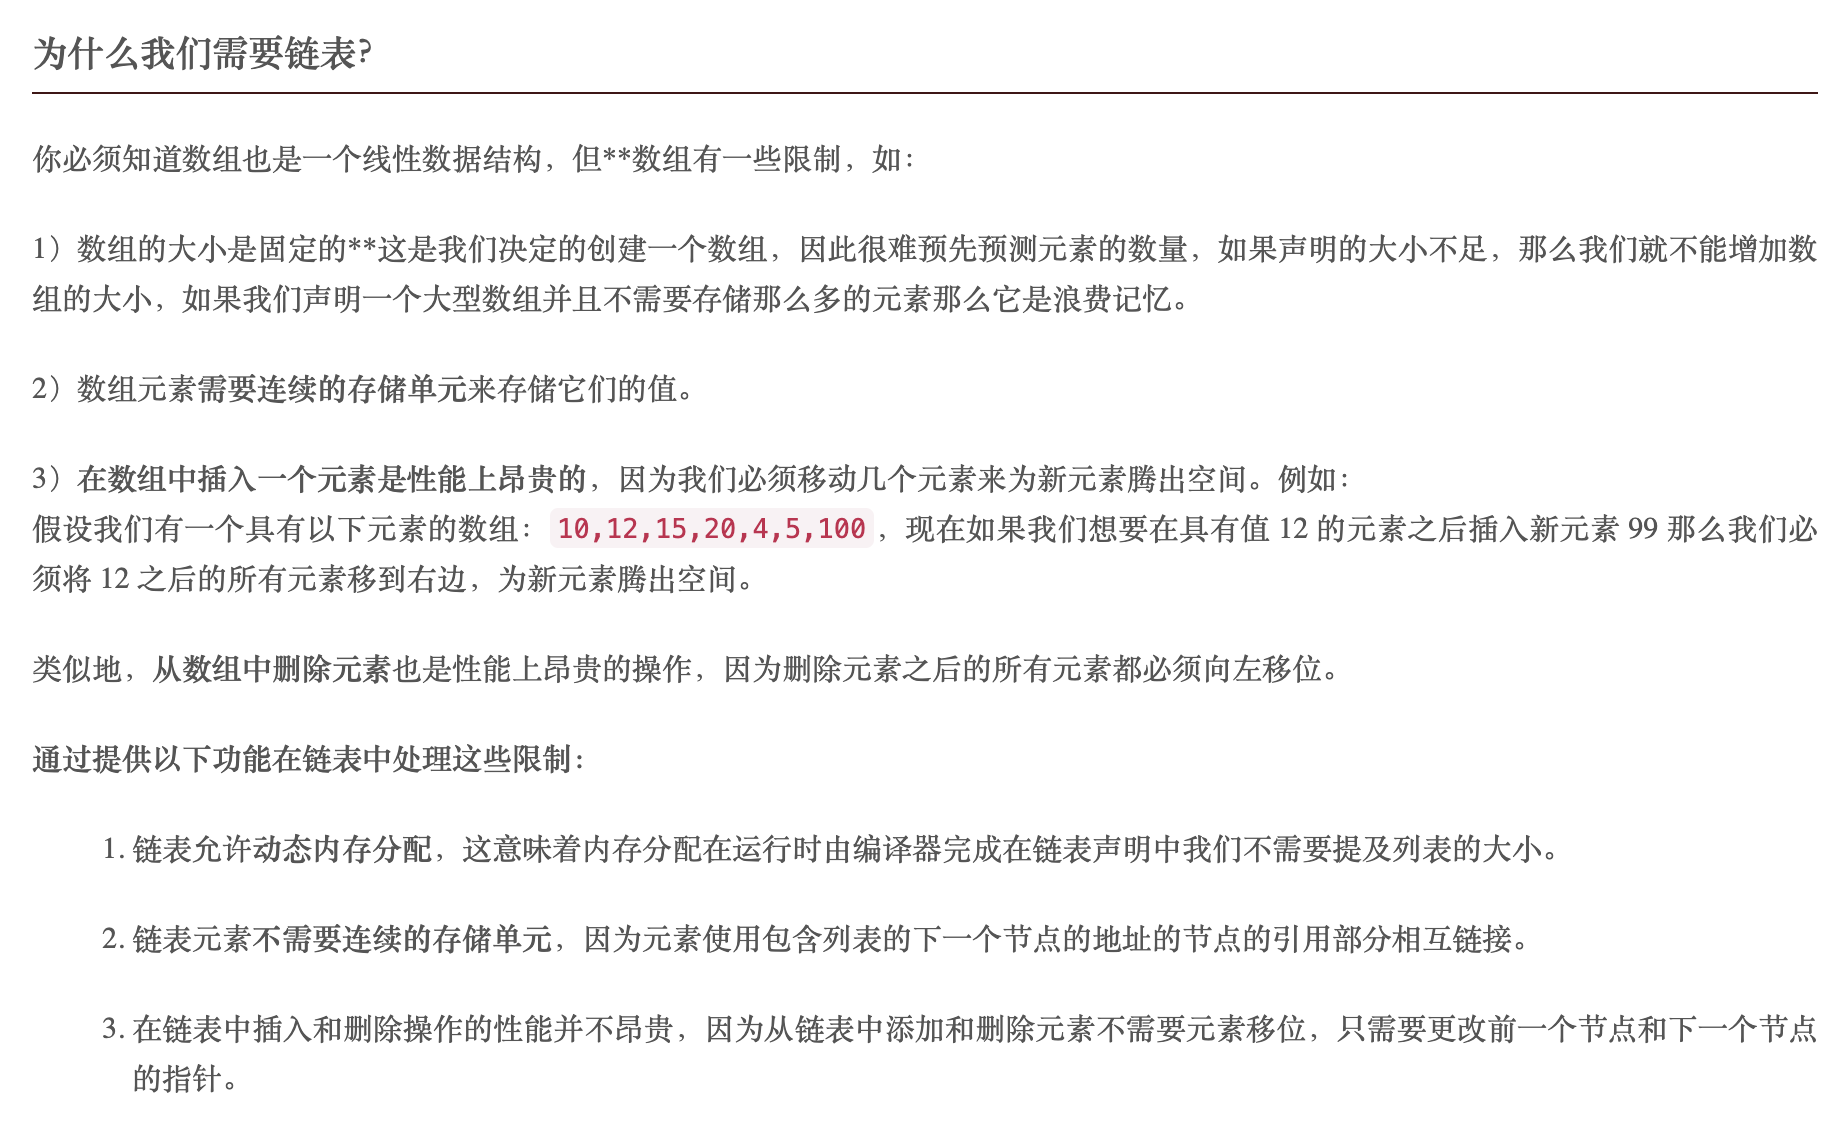 为什么我们需要链表?
你必须知道数组也是一个线性数据结构，但**数组有一些限制，如：
1）数组的大小是固定的**这是我们决定的创建一个数组，因此很难预先预测元素的数量，如果声明的大小不足，那么我们就不能增加数
组的大小，如果我们声明一个大型数组并且不需要存储那么多的元素那么它是浪费记忆。
2）数组元素需要连续的存储单元来存储它们的值。
3）在数组中插入一个元素是性能上昂贵的，因为我们必须移动几个元素来为新元素腾出空间。例如：
假设我们有一个具有以下元素的数组：10,12,15,20,4,5,100，现在如果我们想要在具有值 12 的元素之后插入新元素 99 那么我们必
须将 12 之后的所有元素移到右边，为新元素腾出空间。
类似地，从数组中删除元素也是性能上昂贵的操作，因为删除元素之后的所有元素都必须向左移位。
通过提供以下功能在链表中处理这些限制：
1. 链表允许动态内存分配，这意味着内存分配在运行时由编译器完成在链表声明中我们不需要提及列表的大小。
2. 链表元素不需要连续的存储单元，因为元素使用包含列表的下一个节点的地址的节点的引用部分相互链接。
3. 在链表中插入和删除操作的性能并不昂贵，因为从链表中添加和删除元素不需要元素移位，只需要更改前一个节点和下一个节点
的指针。